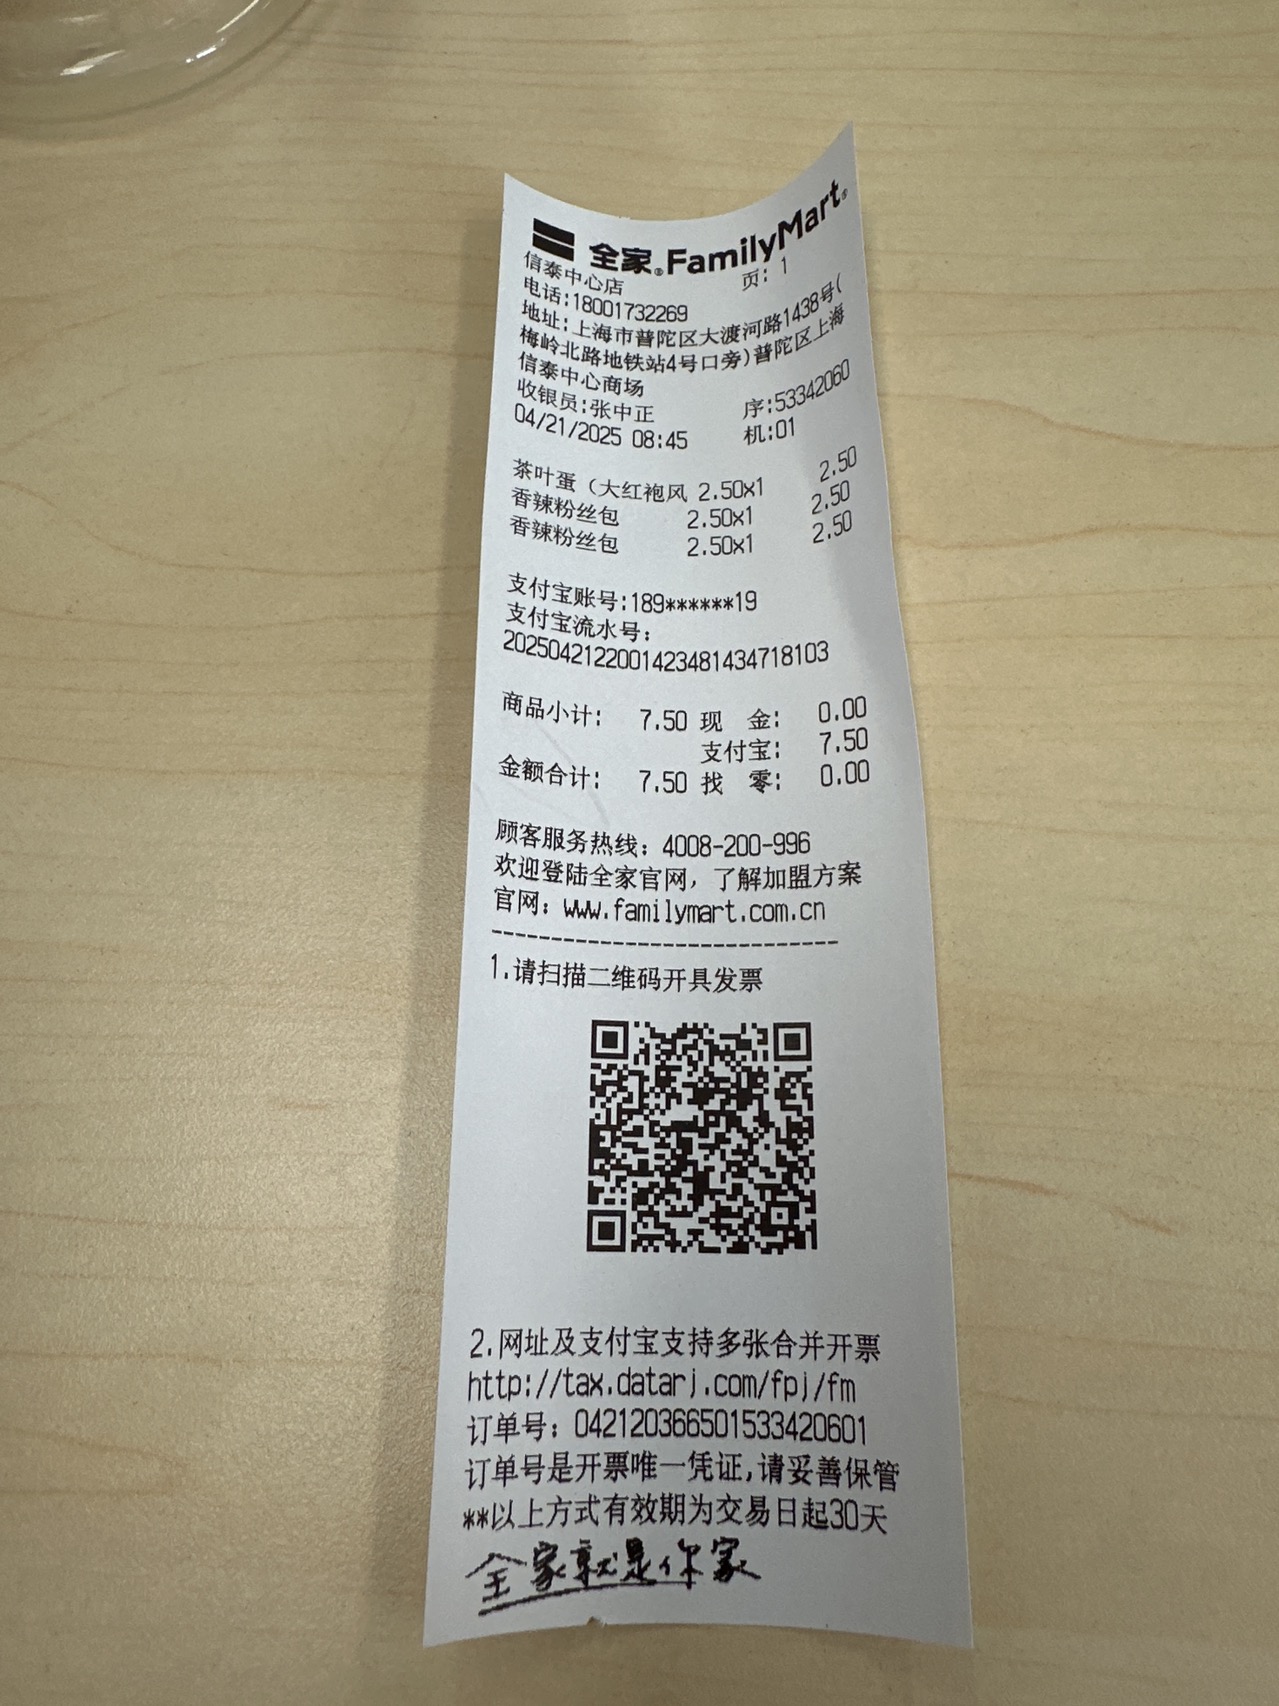 全家®FamilyMart®
信泰中心店 页: 1
电话:18001732269
地址:上海市普陀区大渡河路1438号(
梅岭北路地铁站4号口旁)普陀区上海
信泰中心商场
收银员:张中正 序:53342060
04/21/2025 08:45 机:01
茶叶蛋（大红袍风 2.50x1 2.50
香辣粉丝包 2.50x1 2.50
香辣粉丝包 2.50x1 2.50
支付宝账号:189******19
支付宝流水号:
2025042122001423481434718103
商品小计: 7.50 现 金: 0.00
支付宝: 7.50
金额合计: 7.50 找 零: 0.00
顾客服务热线: 4008-200-996
欢迎登陆全家官网，了解加盟方案
官网: www.familymart.com.cn
----------------------------
1.请扫描二维码开具发票
2.网址及支付宝支持多张合并开票
http://tax.datarj.com/fpj/fm
订单号: 042120366501533420601
订单号是开票唯一凭证,请妥善保管
**以上方式有效期为交易日起30天
全家就是你家